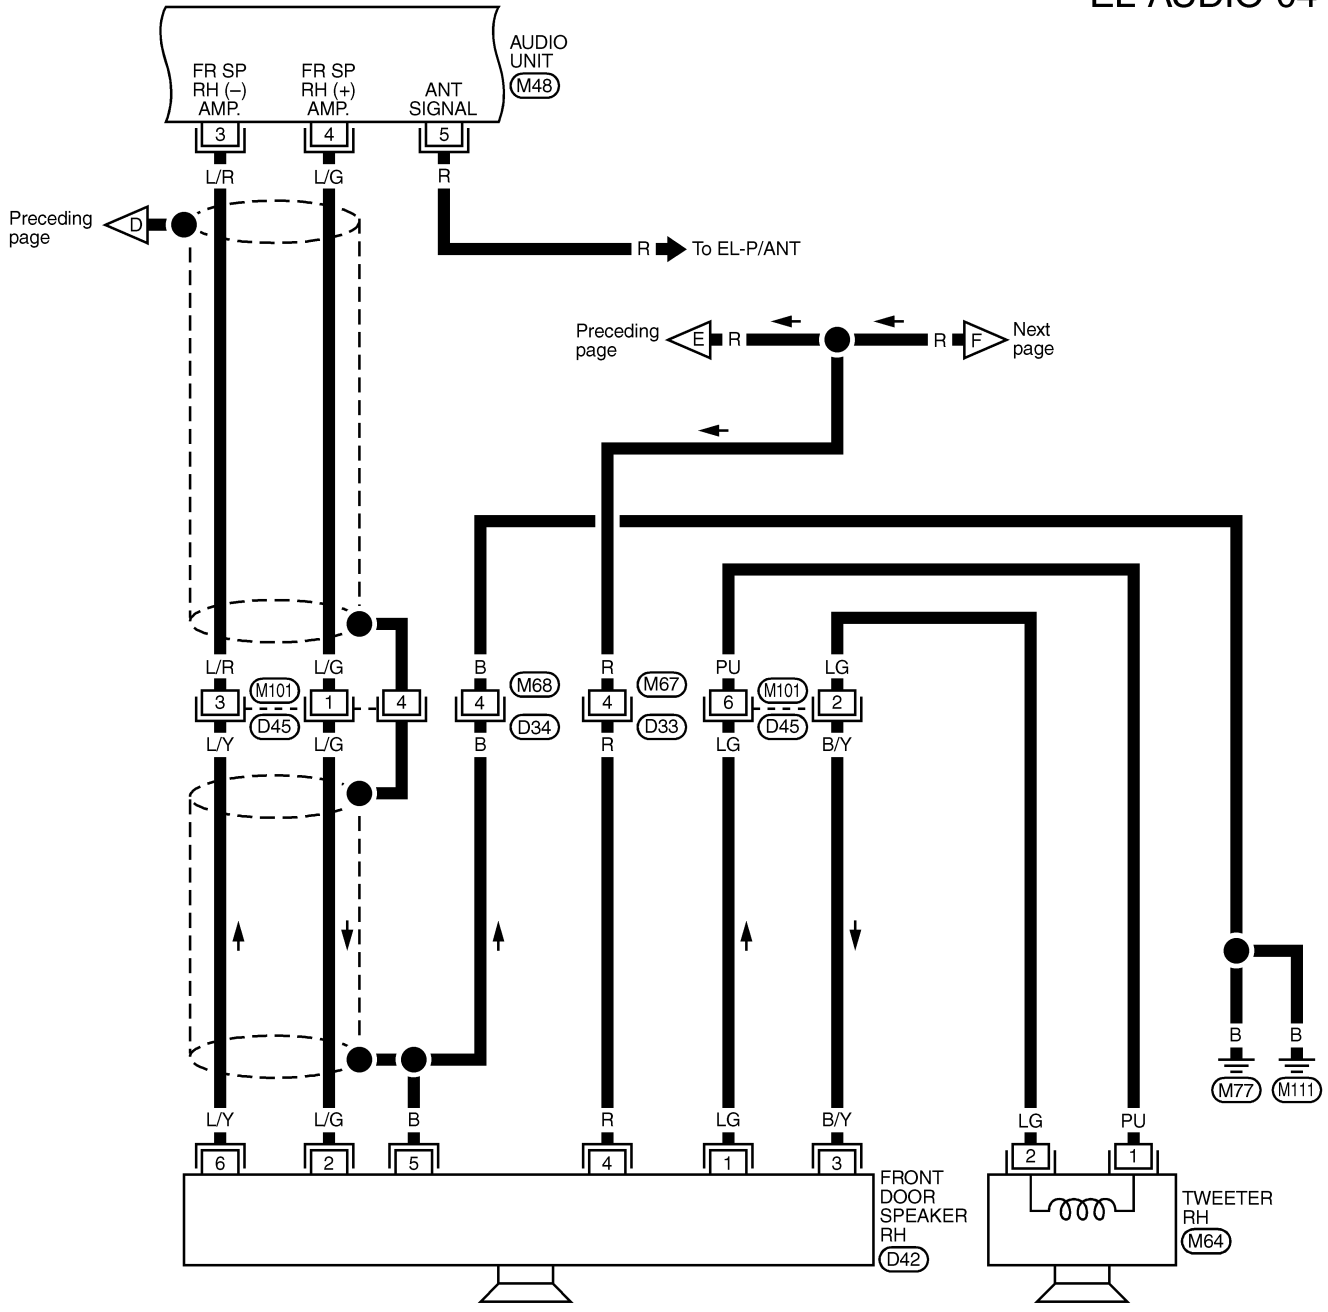 EL-AUDIO-04
AUDIO
UNIT
M48
FR SP
RH (–)
AMP.
FR SP
RH (+)
AMP.
ANT
SIGNAL
3
4
5
L/R
L/G
R
Preceding
page
D
R
To EL-P/ANT
Preceding
page
E
R
R
F
Next
page
L/R
L/G
B
R
PU
LG
3
M101
D45
1
4
4
M68
D34
4
M67
D33
6
M101
D45
2
L/Y
L/G
B
R
LG
B/Y
B
B
M77
M111
L/Y
L/G
B
R
LG
B/Y
LG
PU
6
2
5
4
1
3
2
1
FRONT
DOOR
SPEAKER
RH
D42
TWEETER
RH
M64